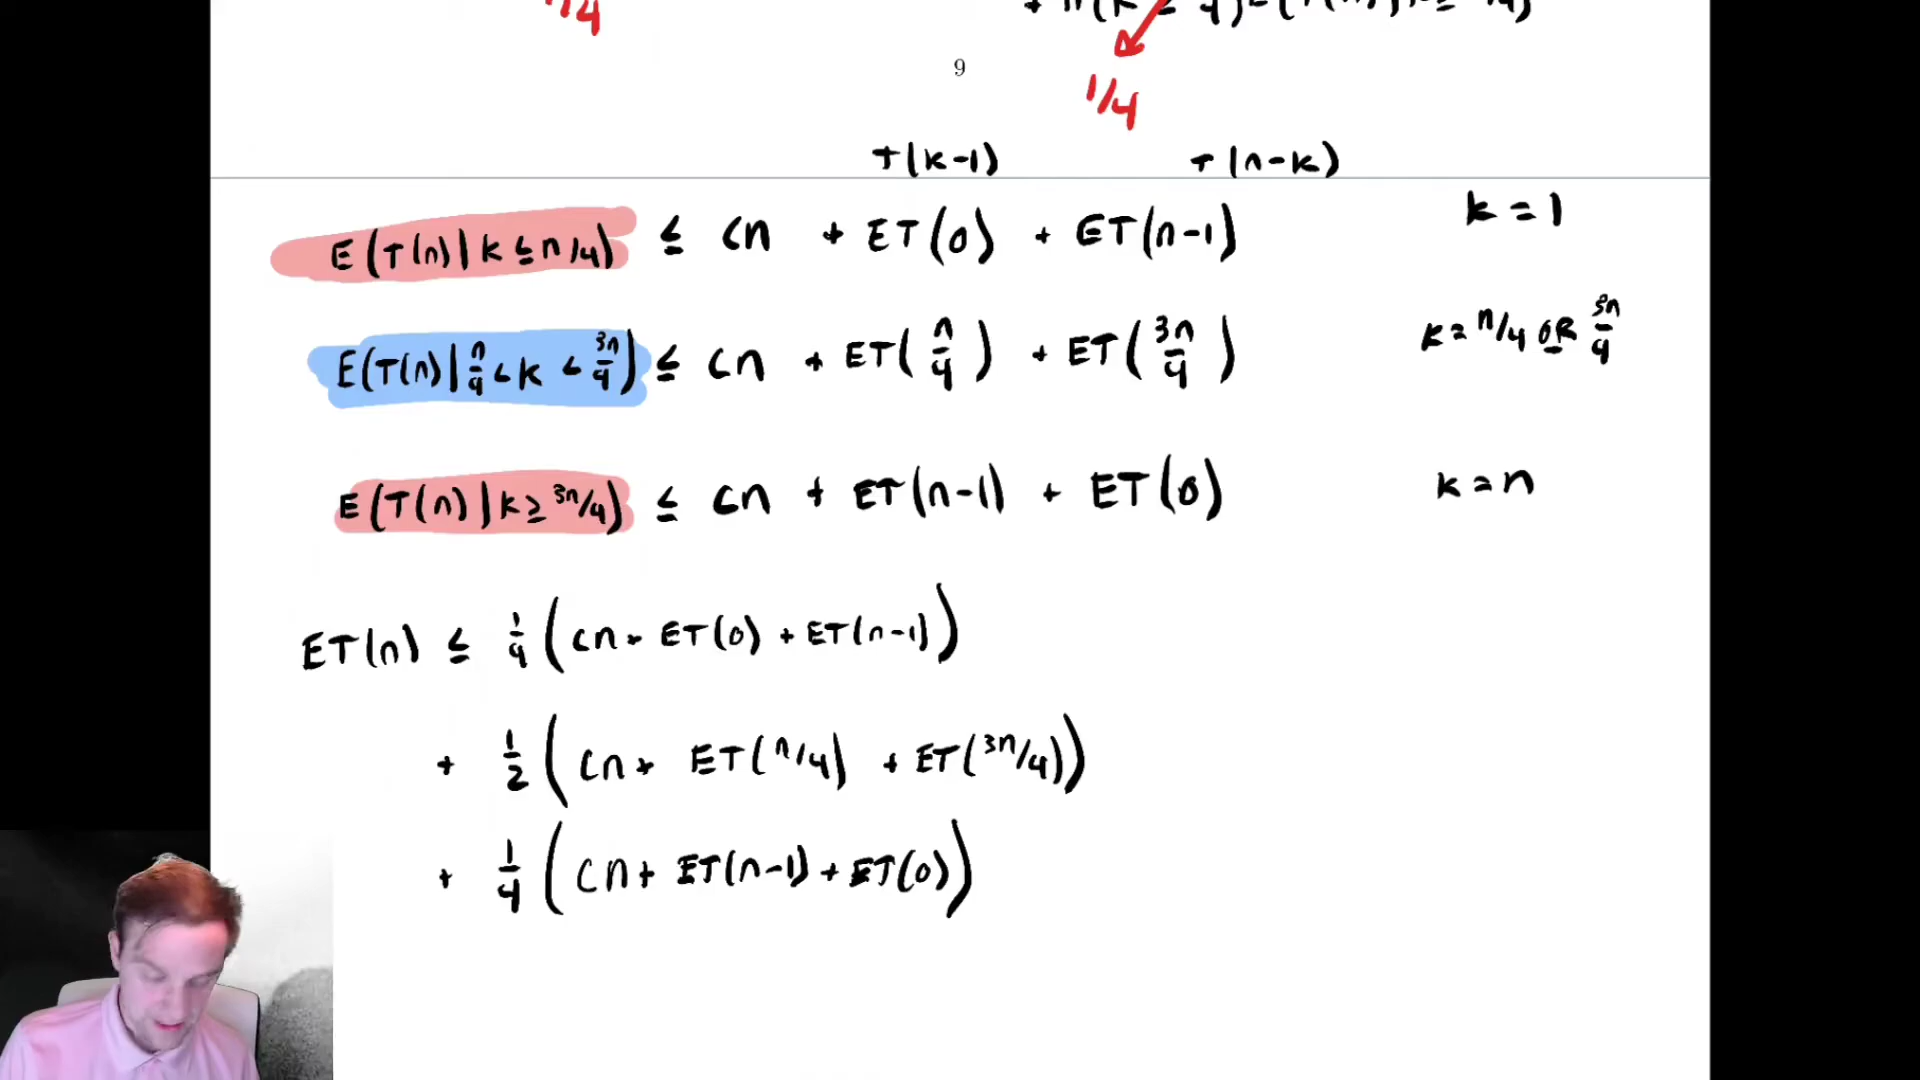 9
1/4
T(k-1) T(n-k)
E(T(n)|k≤n/4) ≤ cn + ET(0) + ET(n-1) k=1
E(T(n)|n/4<k<3n/4) ≤ cn + ET(n/4) + ET(3n/4) k=n/4 OR 3n/4
E(T(n)|k≥3n/4) ≤ cn + ET(n-1) + ET(0) k=n
ET(n) ≤ 1/4(cn+ET(0)+ET(n-1))
+ 1/2(cn+ET(n/4)+ET(3n/4))
+ 1/4(cn+ET(n-1)+ET(0))